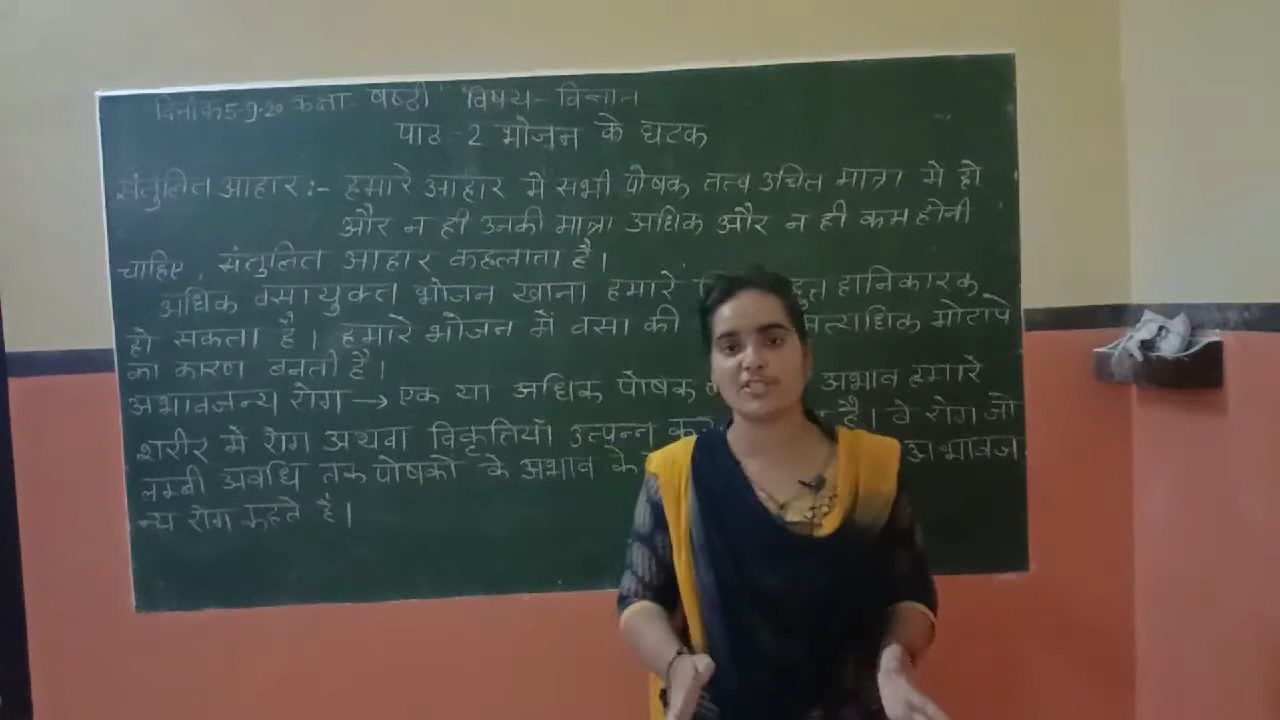 दिनांक 5-9-20 कक्षा षष्ठी विषय - विज्ञान
पाठ - 2 भोजन के घटक
संतुलित आहार :- हमारे आहार में सभी पोषक तत्व उचित मात्रा में हो
और न ही उनकी मात्रा अधिक और न ही कम होनी
चाहिए, संतुलित आहार कहलाता है।
अधिक वसायुक्त भोजन खाना हमारे हानिकारक
हो सकता है। हमारे भोजन में वसा की मोटापे
का कारण बनती है।
अभावजन्य रोग → एक या अधिक पोषक अभाव हमारे
शरीर में रोग अथवा विकृतियाँ उत्पन्न है। वे रोग जो
लम्बी अवधि तक पोषकों के अभाव के अभावज
न्य रोग कहते हैं।